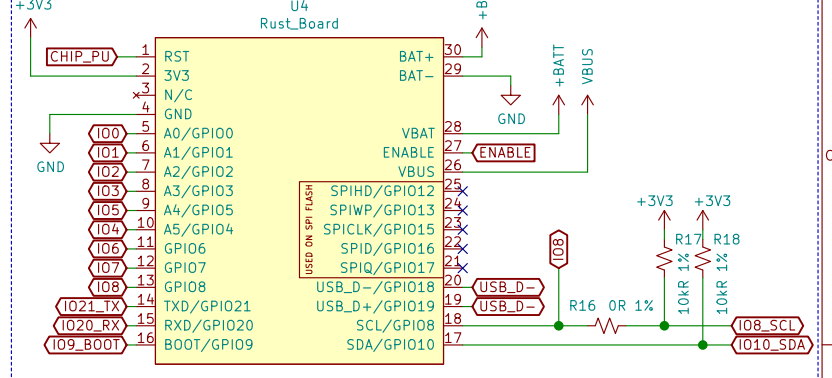 +3V3
U4
Rust_Board
+B
CHIP_PU 1 RST
2 3V3
3 N/C
4 GND
GND
IO0 5 A0/GPIO0
IO1 6 A1/GPIO1
IO2 7 A2/GPIO2
IO3 8 A3/GPIO3
IO5 9 A4/GPIO5
IO4 10 A5/GPIO4
IO6 11 GPIO6
IO7 12 GPIO7
IO8 13 GPIO8
IO21_TX 14 TXD/GPIO21
IO20_RX 15 RXD/GPIO20
IO9_BOOT 16 BOOT/GPIO9
BAT+ 30
BAT- 29
GND
+BATT
VBUS
VBAT 28
ENABLE 27 ENABLE
VBUS 26
USED ON SPI FLASH
SPIHD/GPIO12 25
SPIWP/GPIO13 24
SPICLK/GPIO15 23
SPID/GPIO16 22
SPIQ/GPIO17 21
USB_D-/GPIO18 20 USB_D-
USB_D+/GPIO19 19 USB_D-
SCL/GPIO8 18
SDA/GPIO10 17
IO8
R16 0R 1%
+3V3
+3V3
R17
10kR 1%
R18
10kR 1%
IO8_SCL
IO10_SDA